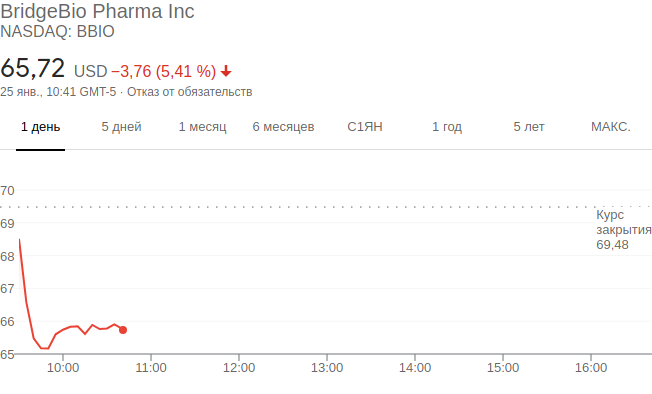 BridgeBio Pharma Inc
NASDAQ: BBIO
65,72 USD −3,76 (5,41 %)
25 янв., 10:41 GMT-5 · Отказ от обязательств
1 день 5 дней 1 месяц 6 месяцев С1ЯН 1 год 5 лет МАКС.
70
69
68
67
66
65
Курс
закрытия
69,48
10:00 11:00 12:00 13:00 14:00 15:00 16:00